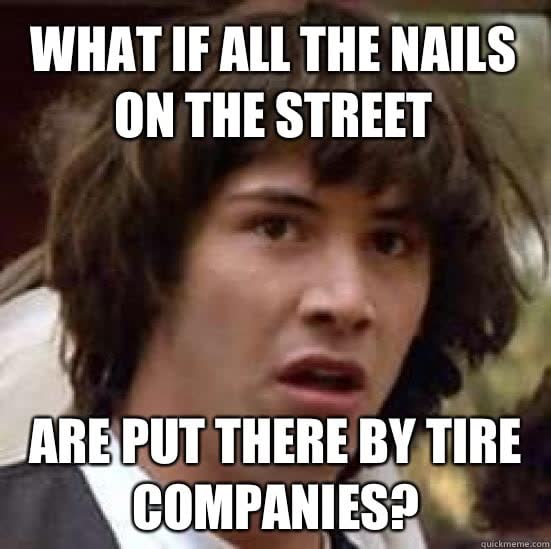 WHAT IF ALL THE NAILS
ON THE STREET
ARE PUT THERE BY TIRE
COMPANIES?
quickmeme.com